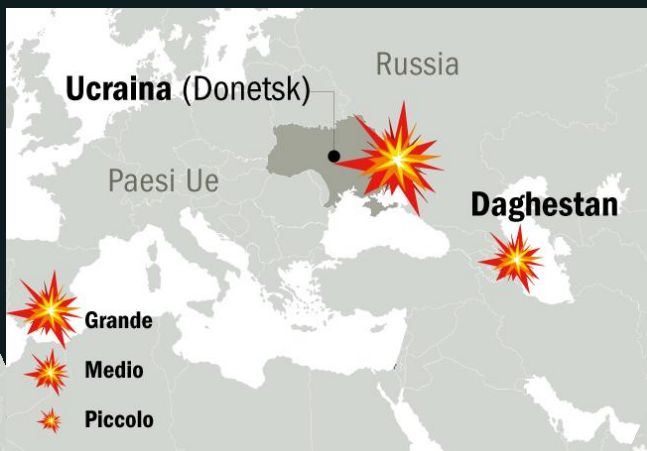 Russia
Ucraina (Donetsk)
Paesi Ue
Daghestan
Grande
Medio
Piccolo